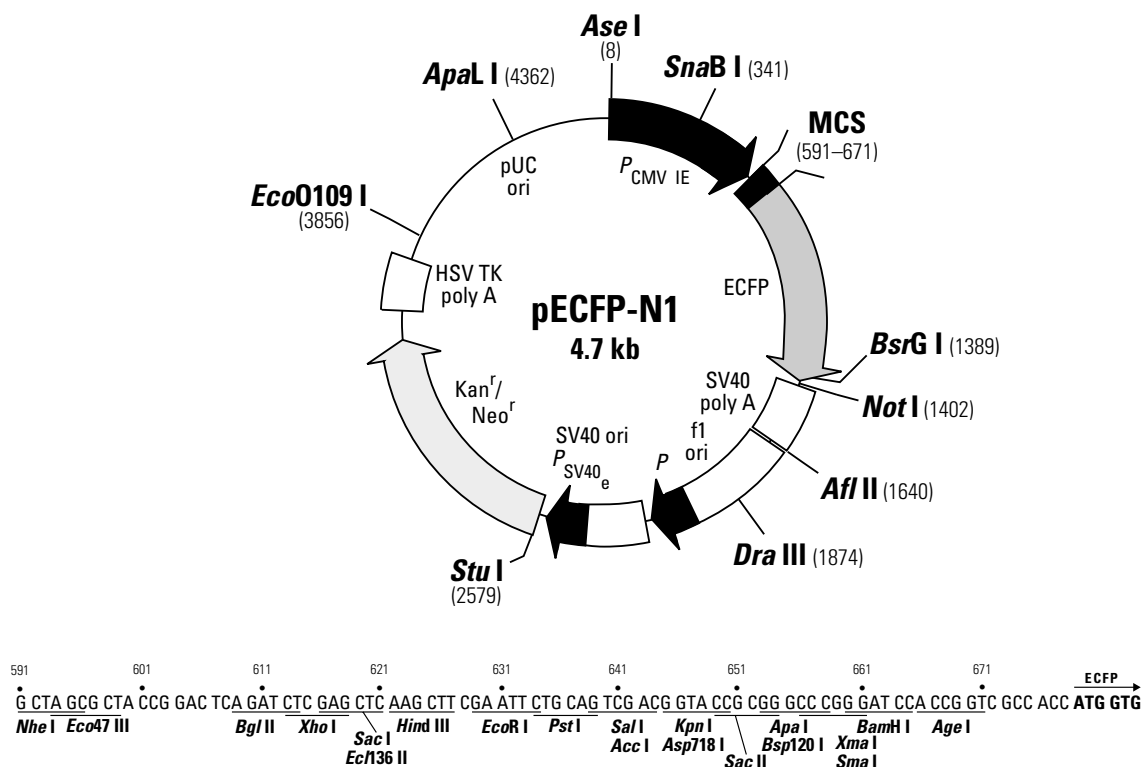 Ase I
(8)
SnaB I (341)
ApaL I (4362)
MCS
(591–671)
pUC
ori
P CMV IE
EcoO109 I
(3856)
HSV TK
poly A
ECFP
pECFP-N1
4.7 kb
BsrG I (1389)
Not I (1402)
SV40
poly A
Kanr/
Neor
f1
ori
SV40 ori
P SV40e
P
Afl II (1640)
Dra III (1874)
Stu I
(2579)
591 601 611 621 631 641 651 661 671 ECFP
G CTA GCG CTA CCG GAC TCA GAT CTC GAG CTC AAG CTT CGA ATT CTG CAG TCG ACG GTA CCG CGG GCC CGG GAT CCA CCG GTC GCC ACC ATG GTG
Nhe I Eco47 III Bgl II Xho I Hind III EcoR I Pst I Sal I Kpn I Apa I BamH I Age I
Sac I Acc I Asp718 I Bsp120 I Xma I
Ecl136 II Sac II Sma I